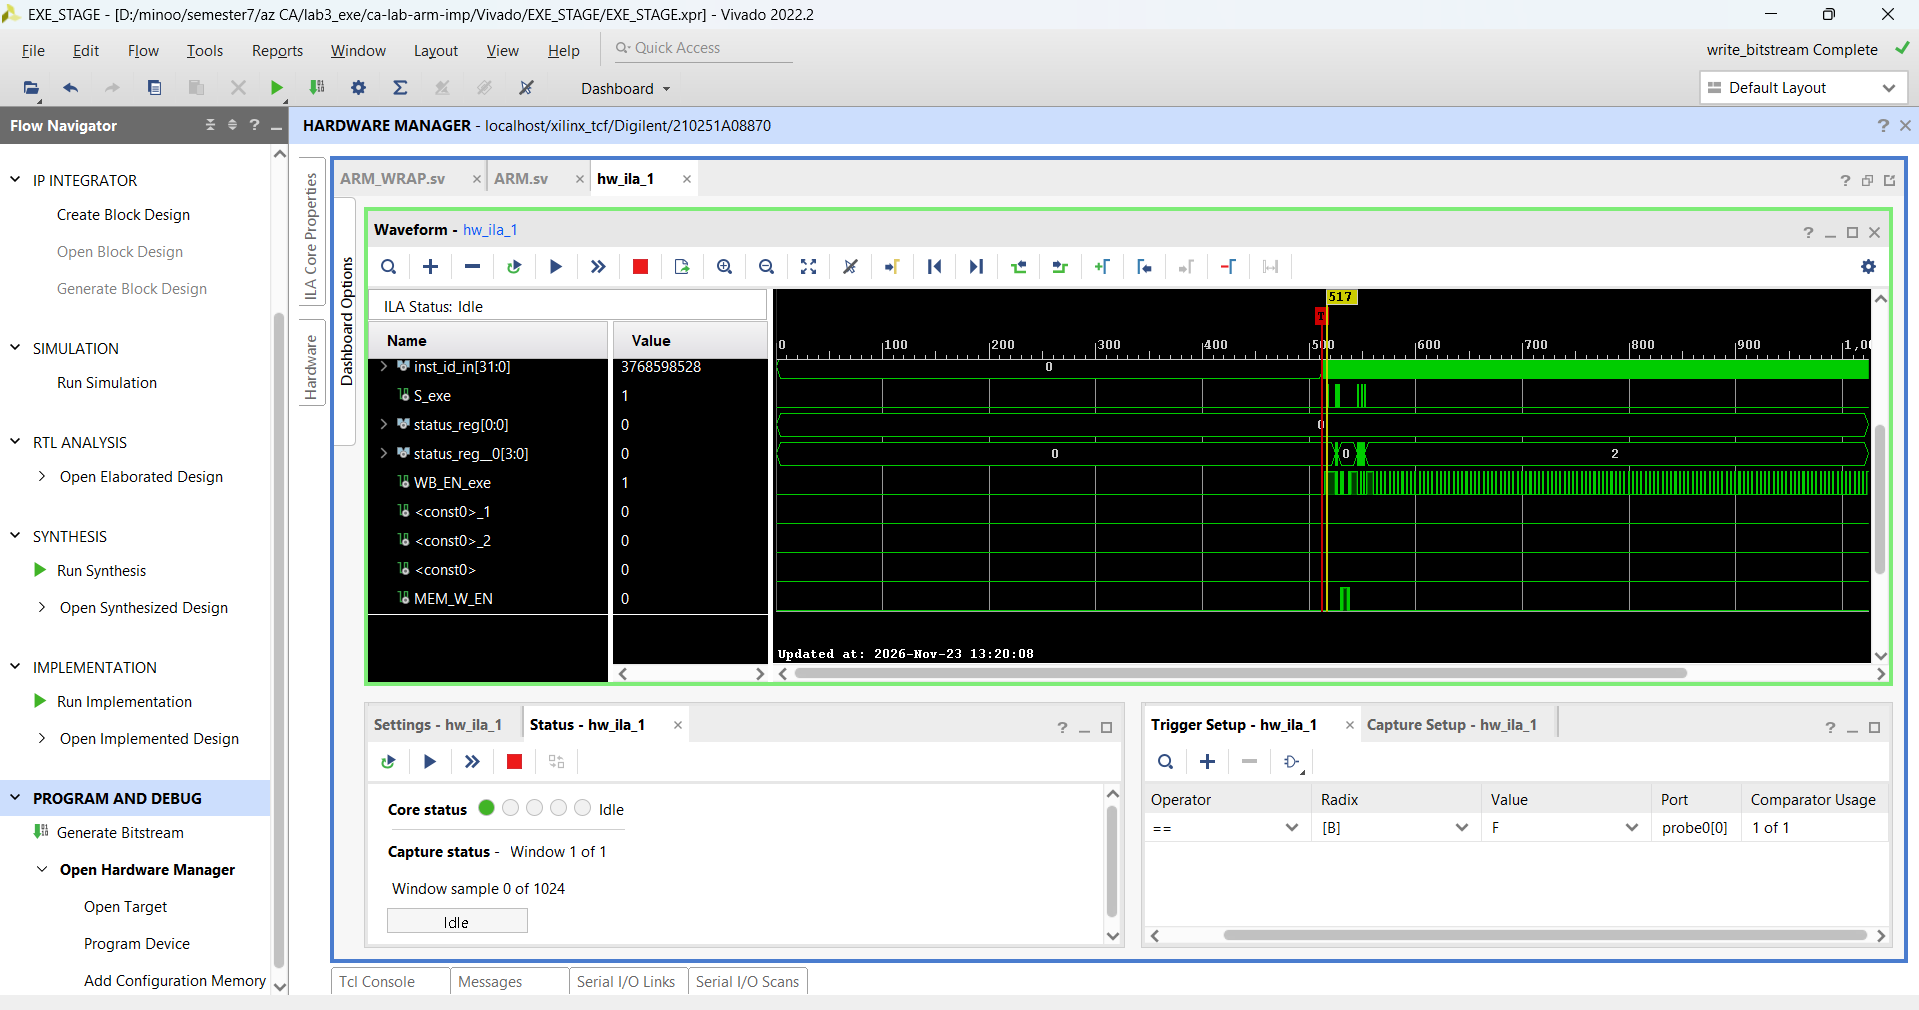 EXE_STAGE - [D:/minoo/semester7/az CA/lab3_exe/ca-lab-arm-imp/Vivado/EXE_STAGE/EXE_STAGE.xpr] - Vivado 2022.2
File Edit Flow Tools Reports Window Layout View Help Quick Access
write_bitstream Complete
Dashboard
Default Layout
Flow Navigator
HARDWARE MANAGER - localhost/xilinx_tcf/Digilent/210251A08870
IP INTEGRATOR
Create Block Design
Open Block Design
Generate Block Design
SIMULATION
Run Simulation
RTL ANALYSIS
Open Elaborated Design
SYNTHESIS
Run Synthesis
Open Synthesized Design
IMPLEMENTATION
Run Implementation
Open Implemented Design
PROGRAM AND DEBUG
Generate Bitstream
Open Hardware Manager
Open Target
Program Device
Add Configuration Memory
ILA Core Properties
Hardware
Dashboard Options
ARM_WRAP.sv ARM.sv hw_ila_1
Waveform - hw_ila_1
ILA Status: Idle
Name Value
517
T
0 100 200 300 400 50 600 700 800 900 1,00
inst_id_in[31:0] 3768598528 0
S_exe 1
status_reg[0:0] 0 0
status_reg__0[3:0] 0 0 0 2
WB_EN_exe 1
<const0>_1 0
<const0>_2 0
<const0> 0
MEM_W_EN 0
Updated at: 2026-Nov-23 13:20:08
Settings - hw_ila_1 Status - hw_ila_1
Core status Idle
Capture status - Window 1 of 1
Window sample 0 of 1024
Idle
Trigger Setup - hw_ila_1 Capture Setup - hw_ila_1
Operator Radix Value Port Comparator Usage
== [B] F probe0[0] 1 of 1
Tcl Console Messages Serial I/O Links Serial I/O Scans